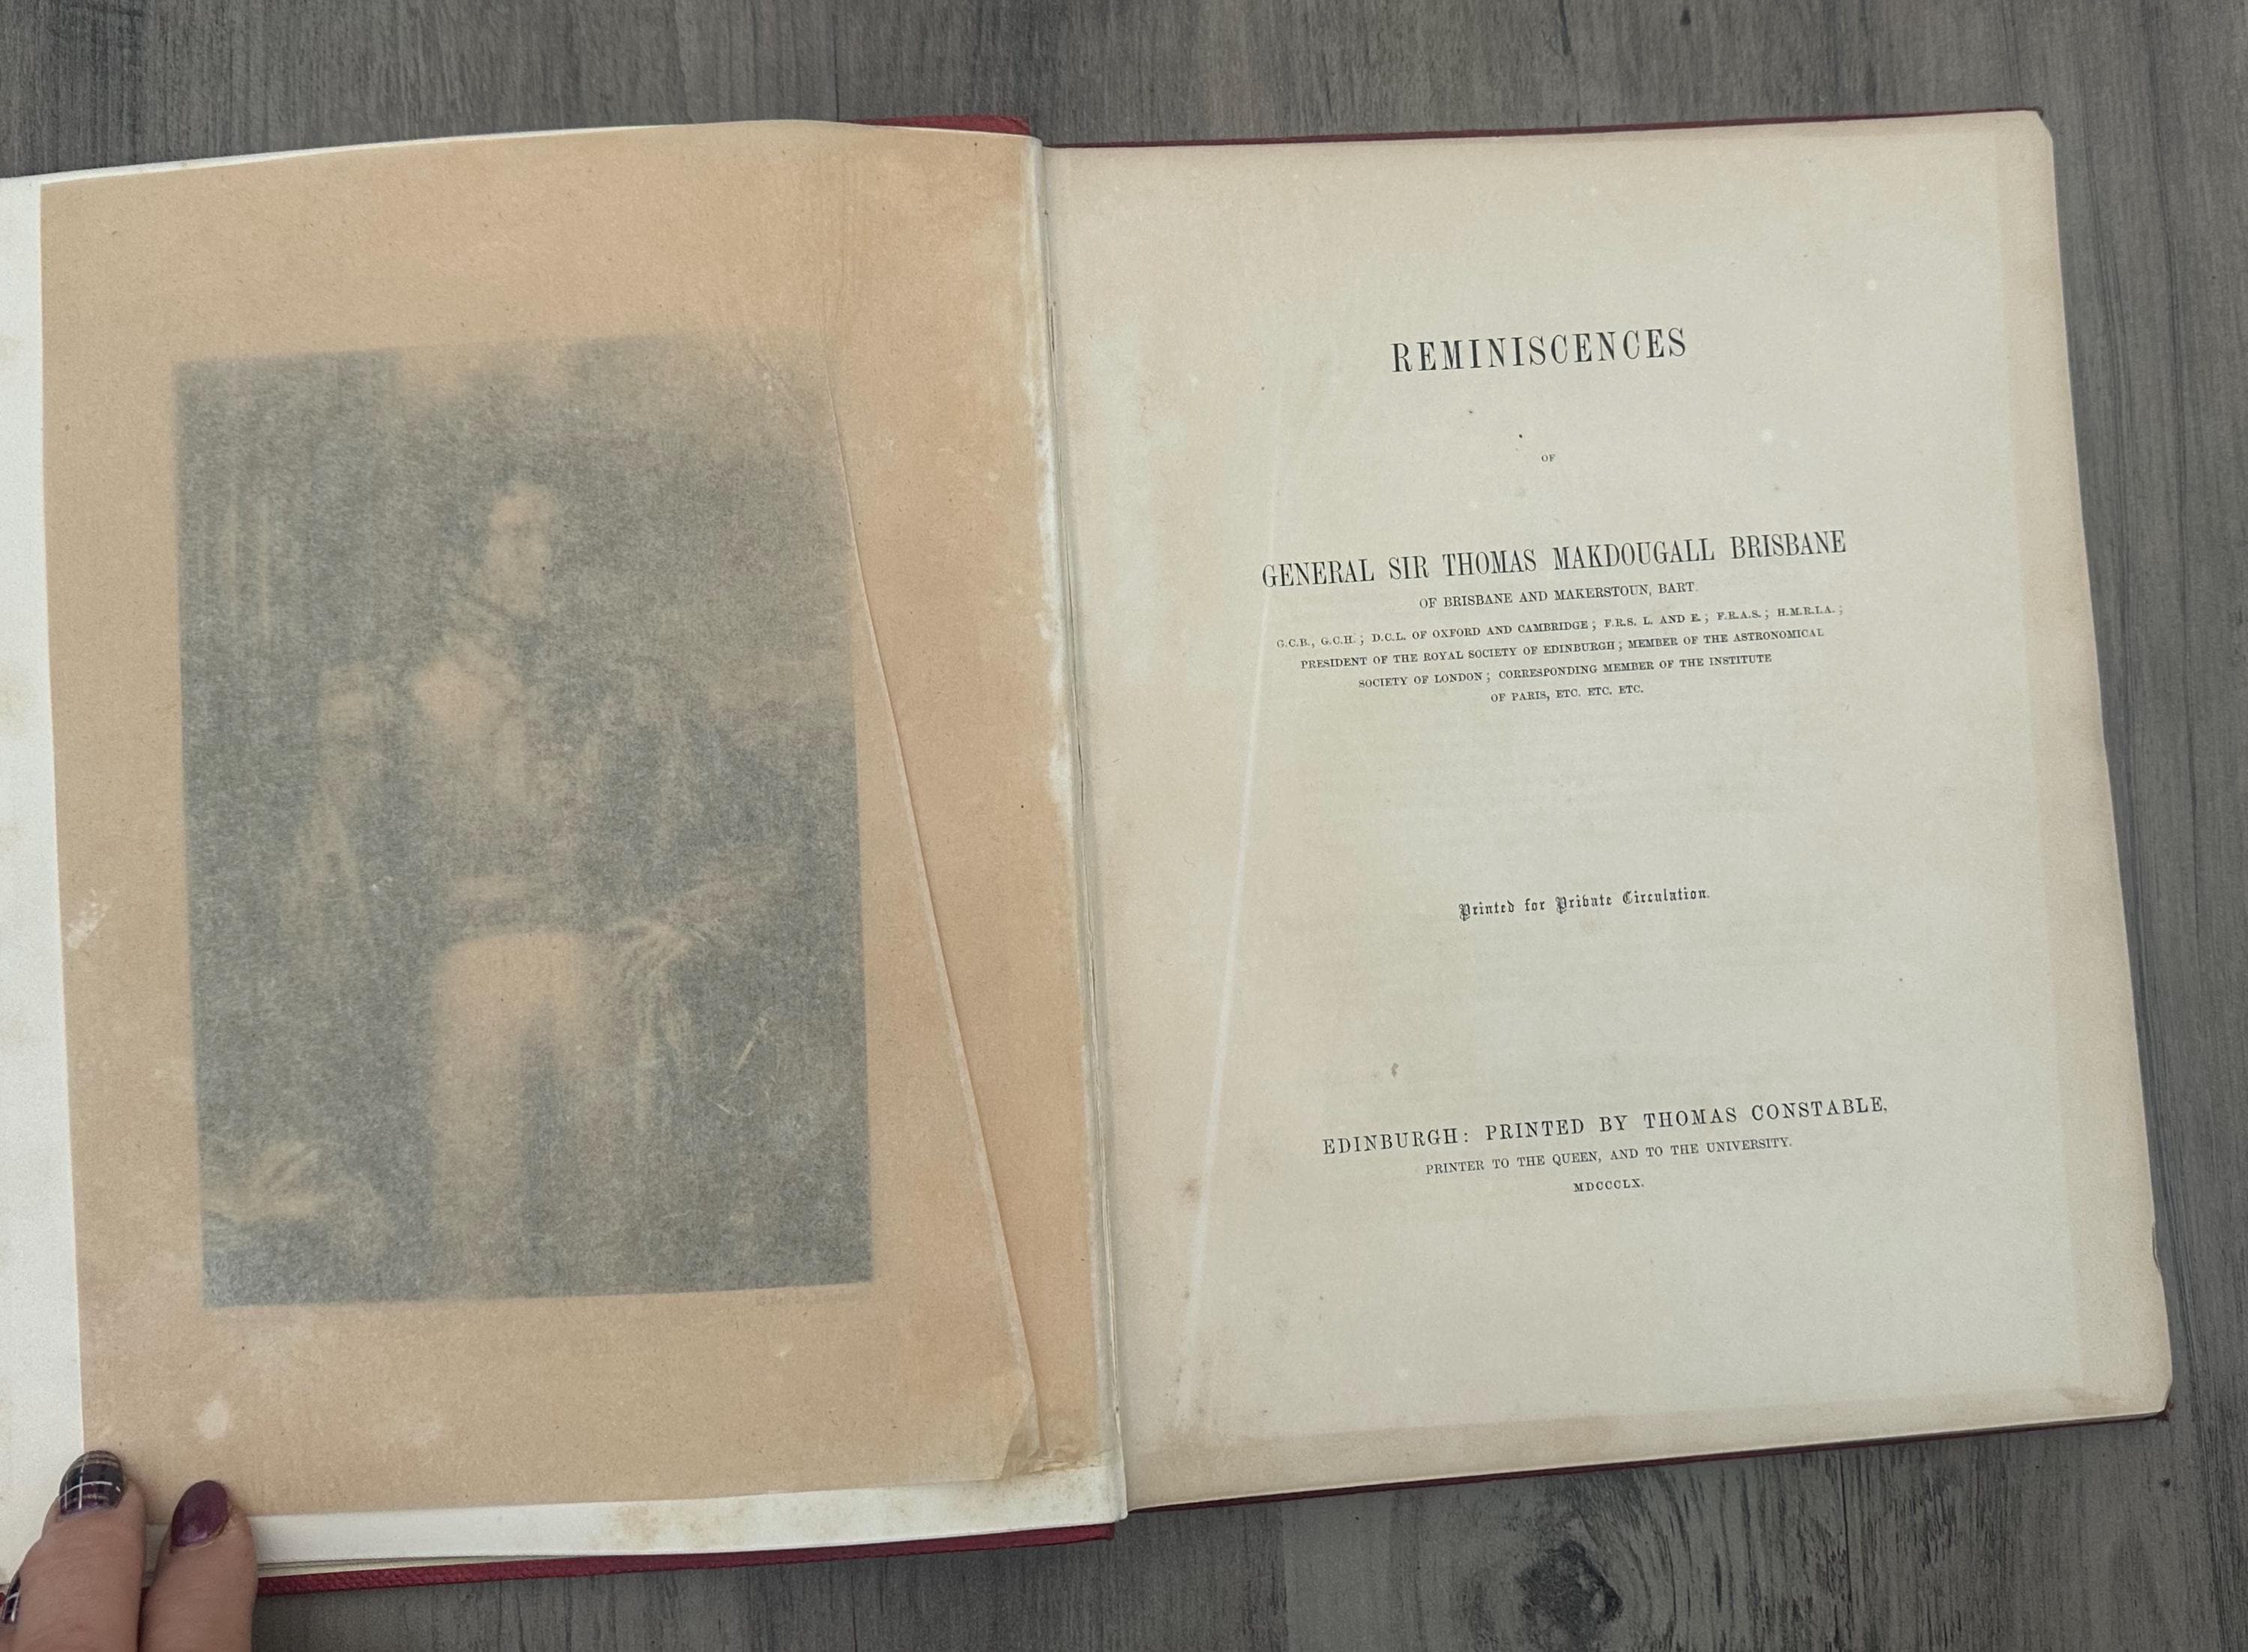 REMINISCENCES
OF
GENERAL SIR THOMAS MAKDOUGALL BRISBANE
OF BRISBANE AND MAKERSTOUN, BART.
G.C.B., G.C.H.; D.C.L. OF OXFORD AND CAMBRIDGE; F.R.S. L. AND E.; F.R.A.S.; H.M.R.I.A.;
PRESIDENT OF THE ROYAL SOCIETY OF EDINBURGH; MEMBER OF THE ASTRONOMICAL
SOCIETY OF LONDON; CORRESPONDING MEMBER OF THE INSTITUTE
OF PARIS, ETC. ETC. ETC.
Printed for Private Circulation.
EDINBURGH: PRINTED BY THOMAS CONSTABLE,
PRINTER TO THE QUEEN, AND TO THE UNIVERSITY.
MDCCCLX.